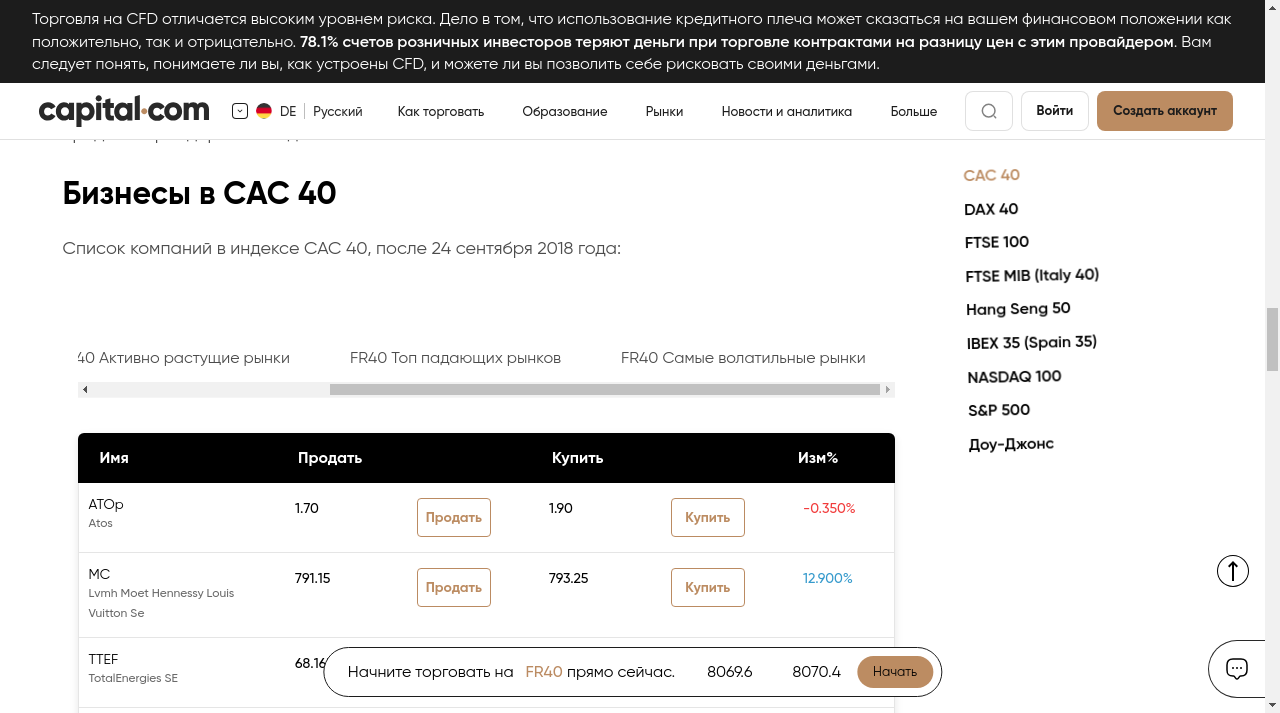 Торговля на CFD отличается высоким уровнем риска. Дело в том, что использование кредитного плеча может сказаться на вашем финансовом положении как
положительно, так и отрицательно. 78.1% счетов розничных инвесторов теряют деньги при торговле контрактами на разницу цен с этим провайдером. Вам
следует понять, понимаете ли вы, как устроены CFD, и можете ли вы позволить себе рисковать своими деньгами.
capital.com DE Русский Как торговать Образование Рынки Новости и аналитика Больше Войти Создать аккаунт
Бизнесы в CAC 40
Список компаний в индексе CAC 40, после 24 сентября 2018 года:
40 Активно растущие рынки FR40 Топ падающих рынков FR40 Самые волатильные рынки
Имя Продать Купить Изм%
ATOp 1.70 Продать 1.90 Купить -0.350%
Atos
MC 791.15 Продать 793.25 Купить 12.900%
Lvmh Moet Hennessy Louis
Vuitton Se
TTEF 68.16
TotalEnergies SE
CAC 40
DAX 40
FTSE 100
FTSE MIB (Italy 40)
Hang Seng 50
IBEX 35 (Spain 35)
NASDAQ 100
S&P 500
Доу-Джонс
Начните торговать на FR40 прямо сейчас. 8069.6 8070.4 Начать